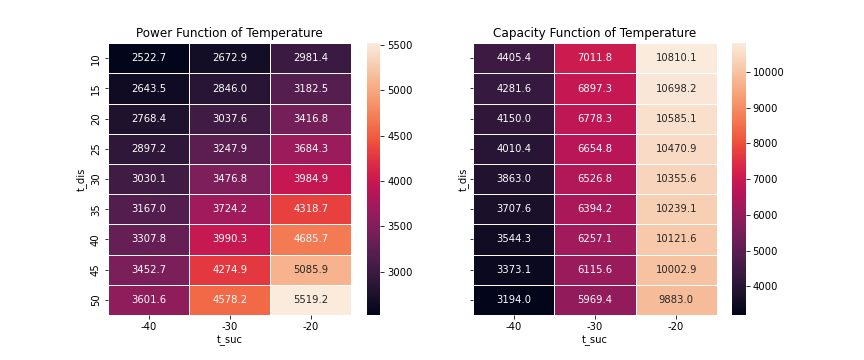 Power Function of Temperature
10 2522.7 2672.9 2981.4
15 2643.5 2846.0 3182.5
20 2768.4 3037.6 3416.8
25 2897.2 3247.9 3684.3
30 3030.1 3476.8 3984.9
35 3167.0 3724.2 4318.7
40 3307.8 3990.3 4685.7
45 3452.7 4274.9 5085.9
50 3601.6 4578.2 5519.2
t_dis
-40 -30 -20
t_suc
5500
5000
4500
4000
3500
3000
Capacity Function of Temperature
4405.4 7011.8 10810.1
4281.6 6897.3 10698.2
4150.0 6778.3 10585.1
4010.4 6654.8 10470.9
3863.0 6526.8 10355.6
3707.6 6394.2 10239.1
3544.3 6257.1 10121.6
3373.1 6115.6 10002.9
3194.0 5969.4 9883.0
t_dis
-40 -30 -20
t_suc
10000
9000
8000
7000
6000
5000
4000